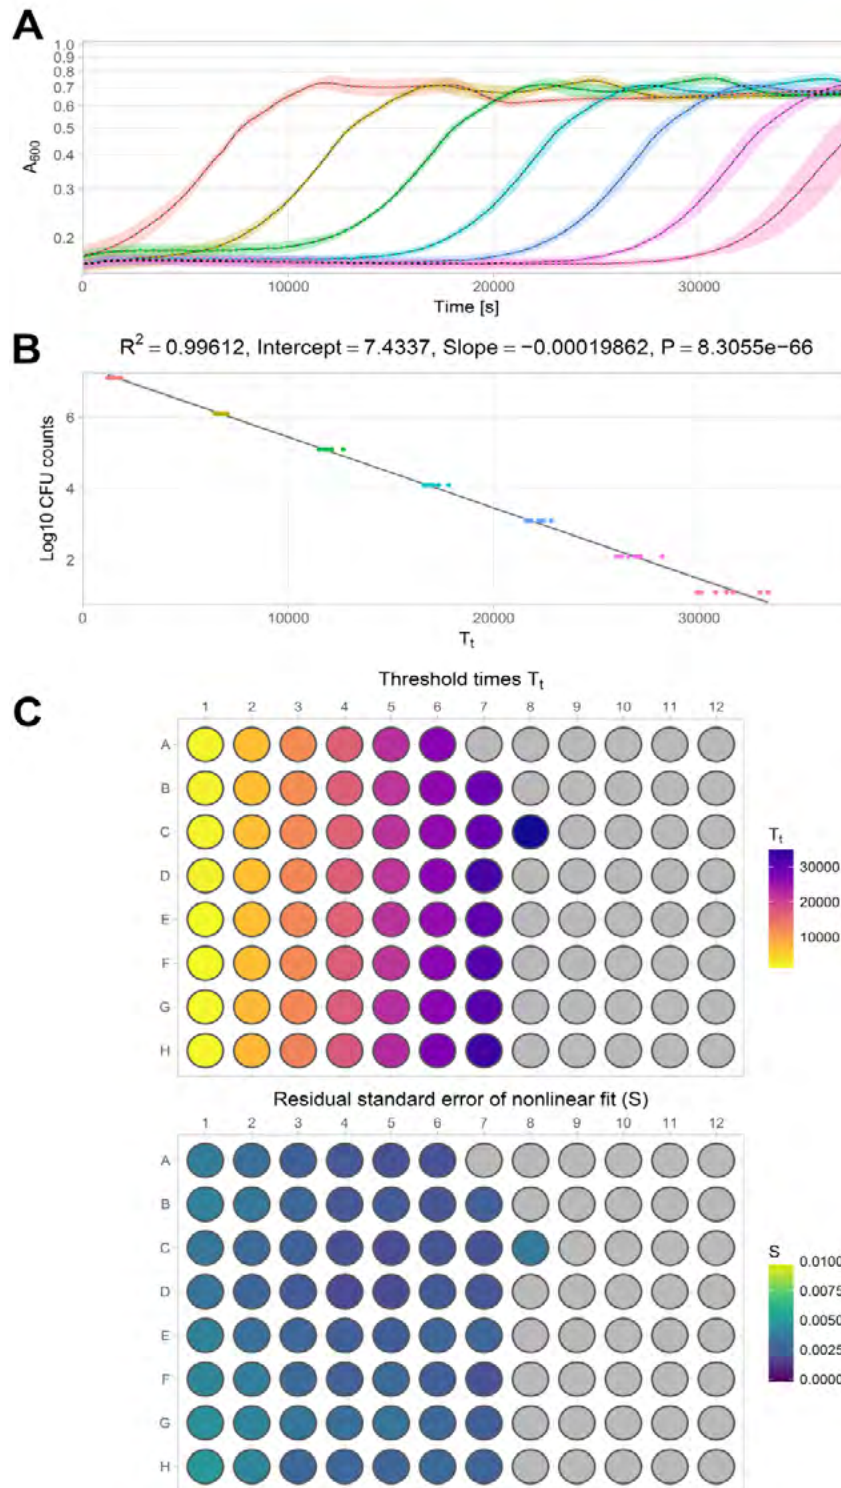 A
1.0
0.9
0.8
0.7
0.6
0.4
0.3
0.2
A600
0 10000 20000 30000
Time [s]
B
R² = 0.99612, Intercept = 7.4337, Slope = −0.00019862, P = 8.3055e−66
6
4
2
Log10 CFU counts
0 10000 20000 30000
Tt
C
Threshold times Tt
1 2 3 4 5 6 7 8 9 10 11 12
A
B
C
D
E
F
G
H
Tt
30000
20000
10000
Residual standard error of nonlinear fit (S)
1 2 3 4 5 6 7 8 9 10 11 12
A
B
C
D
E
F
G
H
S
0.0100
0.0075
0.0050
0.0025
0.0000